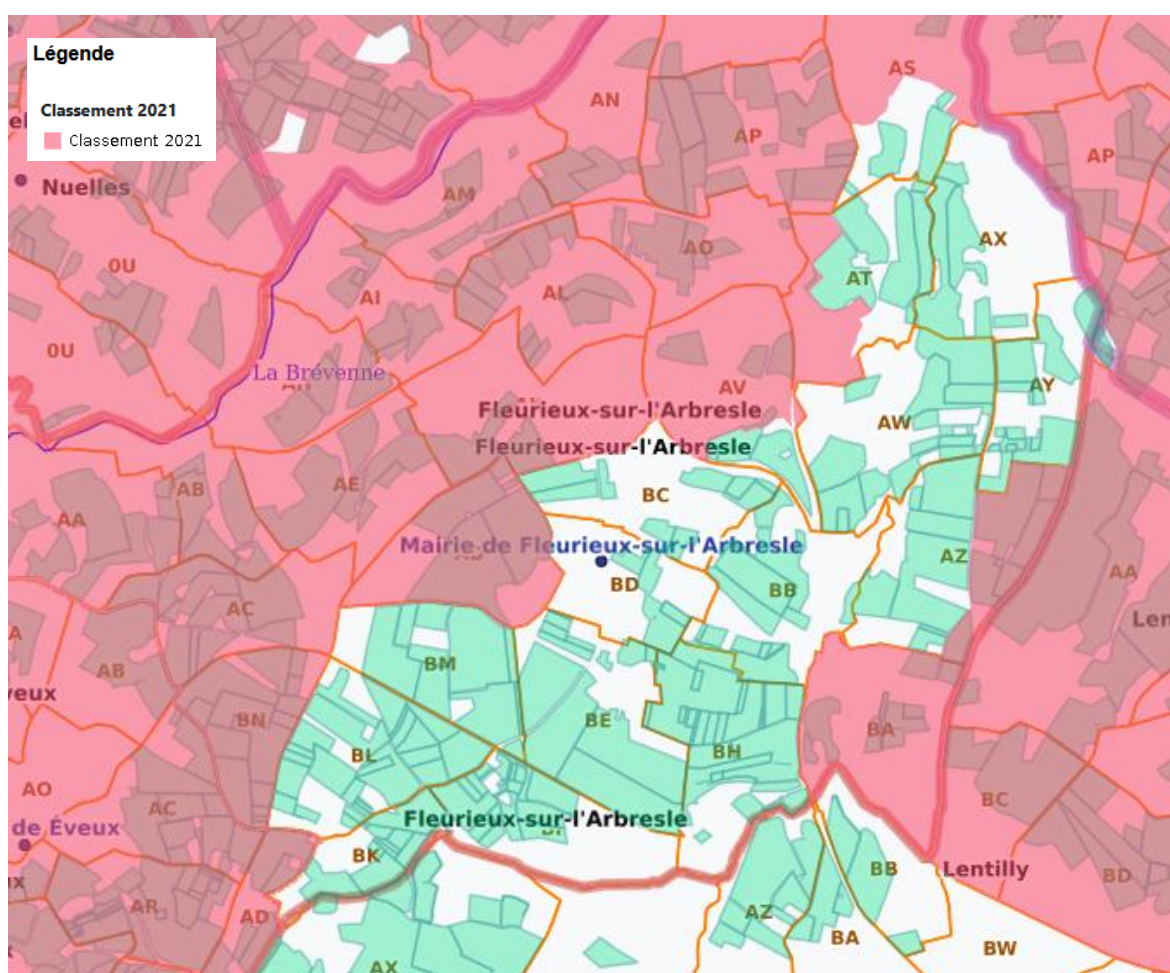 Légende
Classement 2021
Classement 2021
AS
AN
AP
AP
Nuelles
AM
AX
AO
0U
AT
AI
AL
0U
La Brévenne
AY
AV
Fleurieux-sur-l'Arbresle
AW
Fleurieux-sur-l'Arbresle
AB
AE
BC
AA
Mairie de Fleurieux-sur-l'Arbresle
AZ
AA
BD
BB
AC
BM
AB
BN
BE
BA
BL
BH
AO
AC
BC
Fleurieux-sur-l'Arbresle
de Éveux
BK
BB
Lentilly
BD
AR
AD
AZ
BA
BW
AX